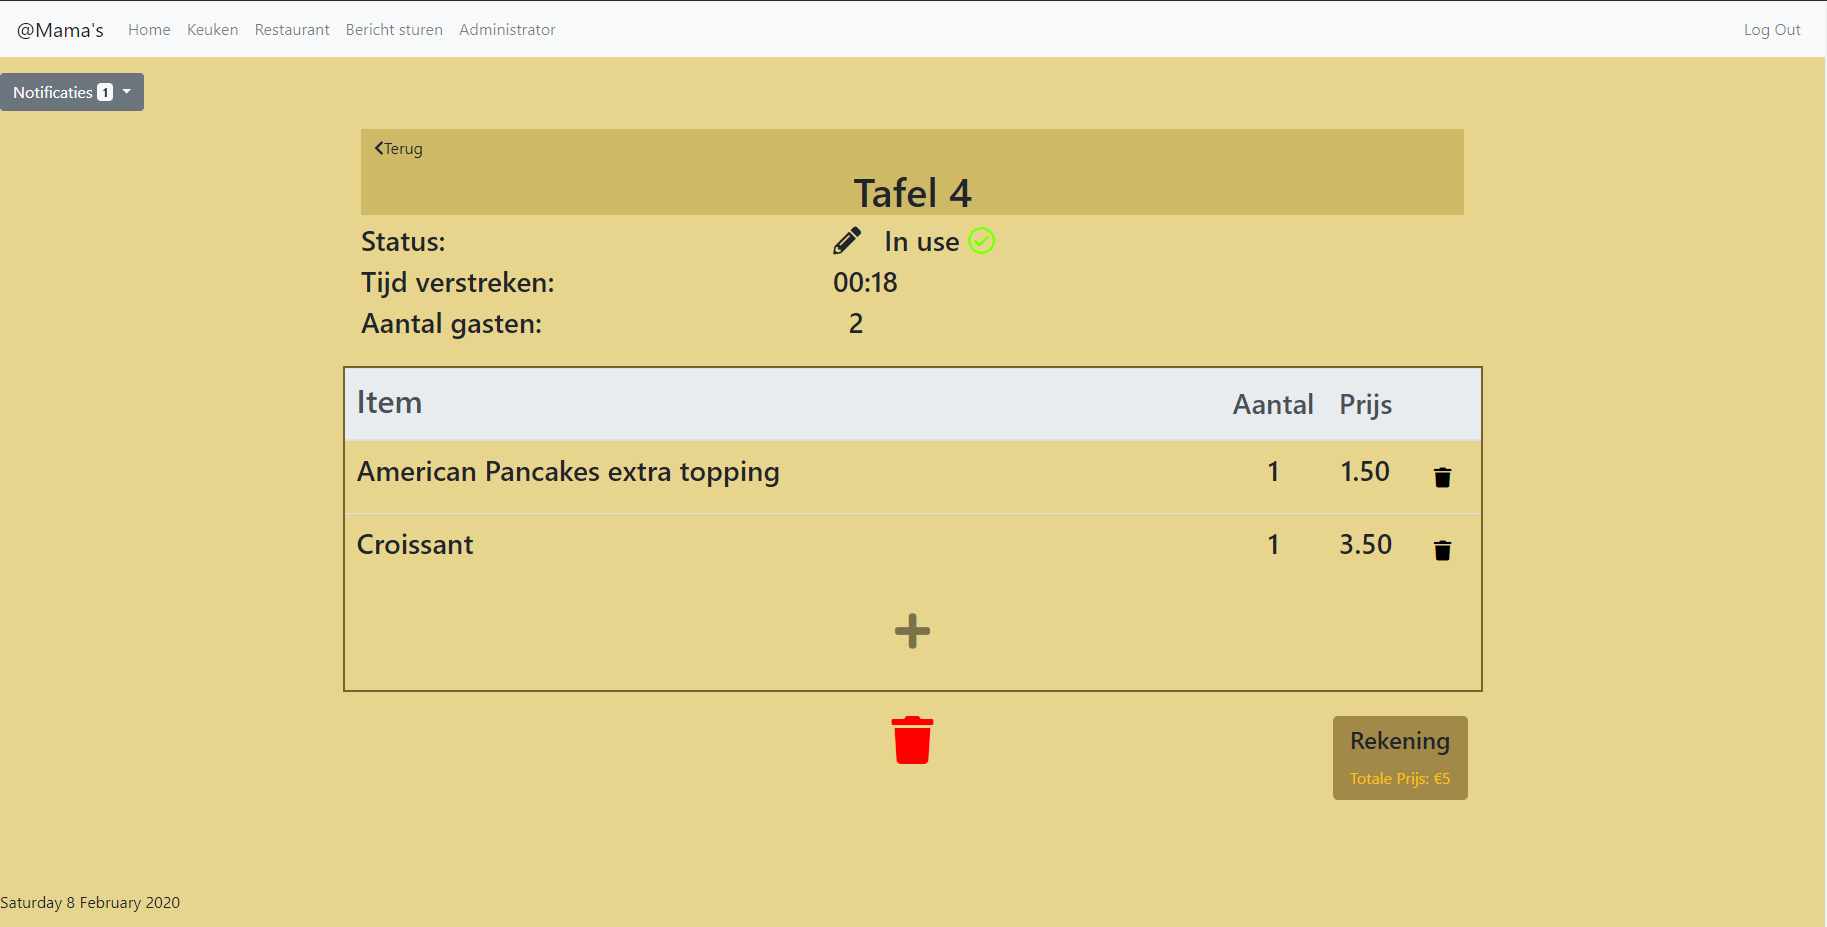 @Mama's Home Keuken Restaurant Bericht sturen Administrator Log Out
Notificaties 1
Terug
Tafel 4
Status: In use
Tijd verstreken: 00:18
Aantal gasten: 2
Item Aantal Prijs
American Pancakes extra topping 1 1.50
Croissant 1 3.50
Rekening
Totale Prijs: €5
Saturday 8 February 2020